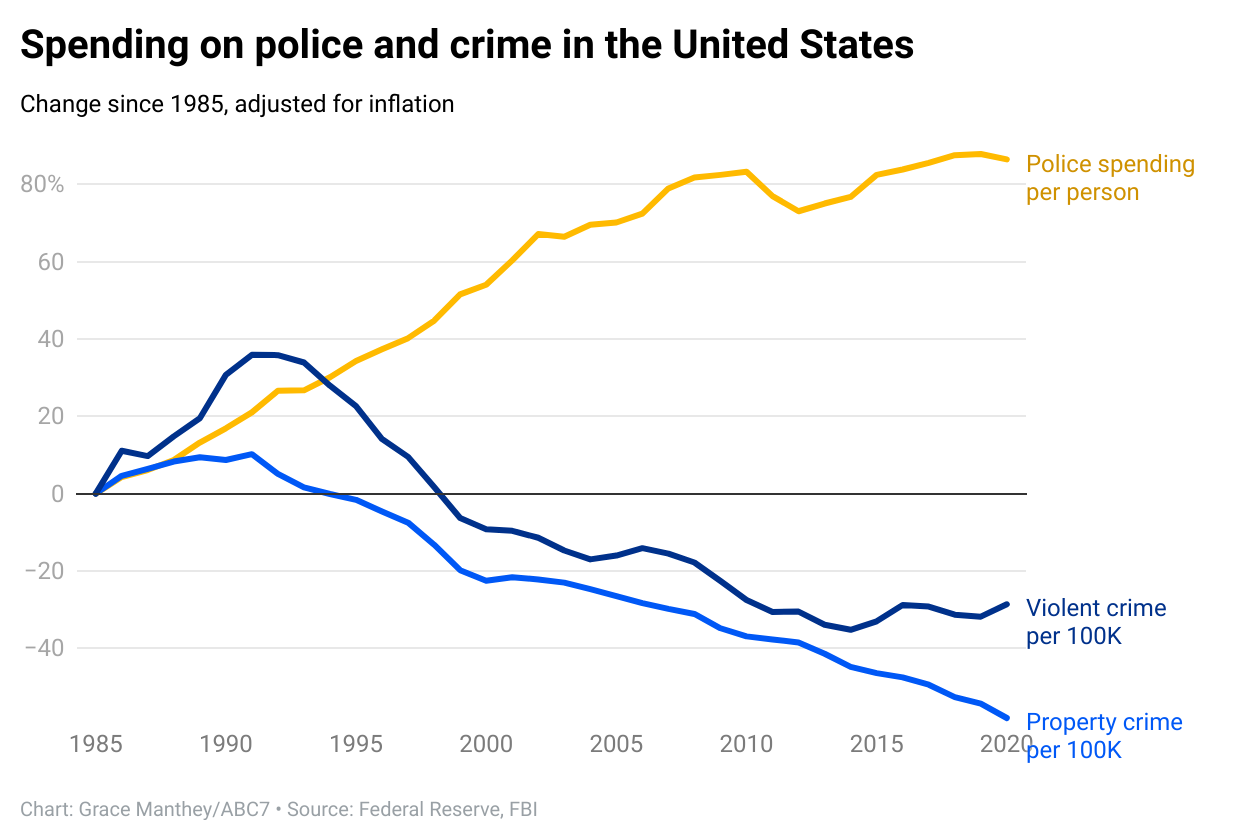 Spending on police and crime in the United States
Change since 1985, adjusted for inflation
80%
60
40
20
0
−20
−40
Police spending
per person
Violent crime
per 100K
Property crime
per 100K
1985 1990 1995 2000 2005 2010 2015 2020
Chart: Grace Manthey/ABC7 • Source: Federal Reserve, FBI